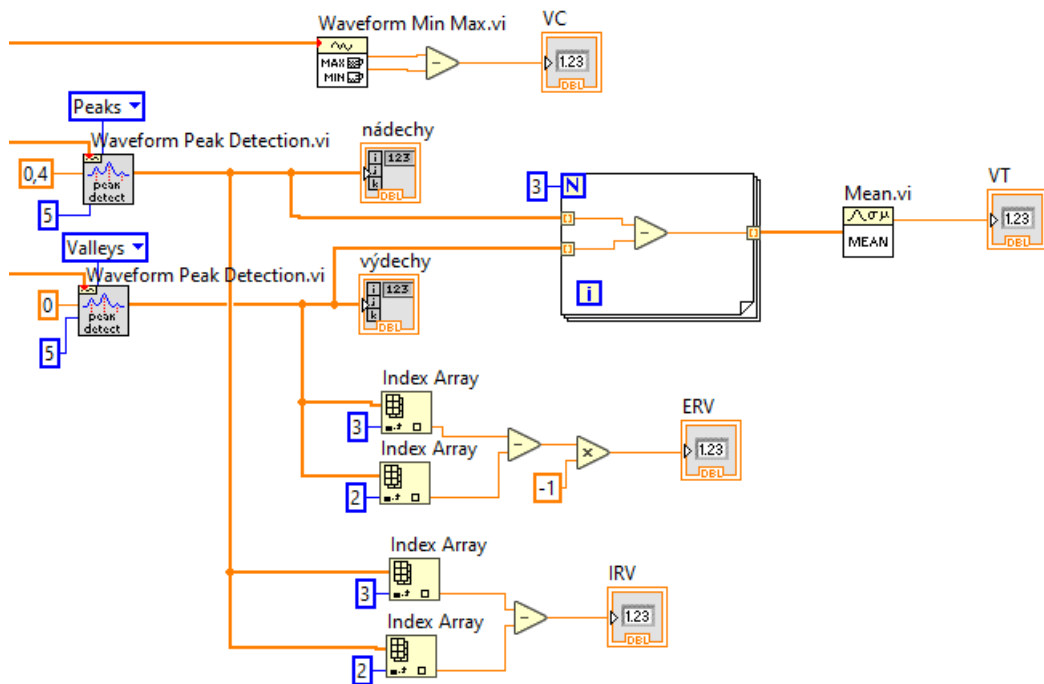 Waveform Min Max.vi
VC
MAX
MIN
1.23
DBL
Peaks
Waveform Peak Detection.vi
nádechy
0,4
peak
detect
5
i
j
k
123
DBL
3
N
Mean.vi
VT
σμ
MEAN
1.23
DBL
i
Valleys
Waveform Peak Detection.vi
výdechy
0
peak
detect
5
i
j
k
123
DBL
Index Array
3
ERV
1.23
DBL
Index Array
2
-1
Index Array
3
IRV
1.23
DBL
Index Array
2